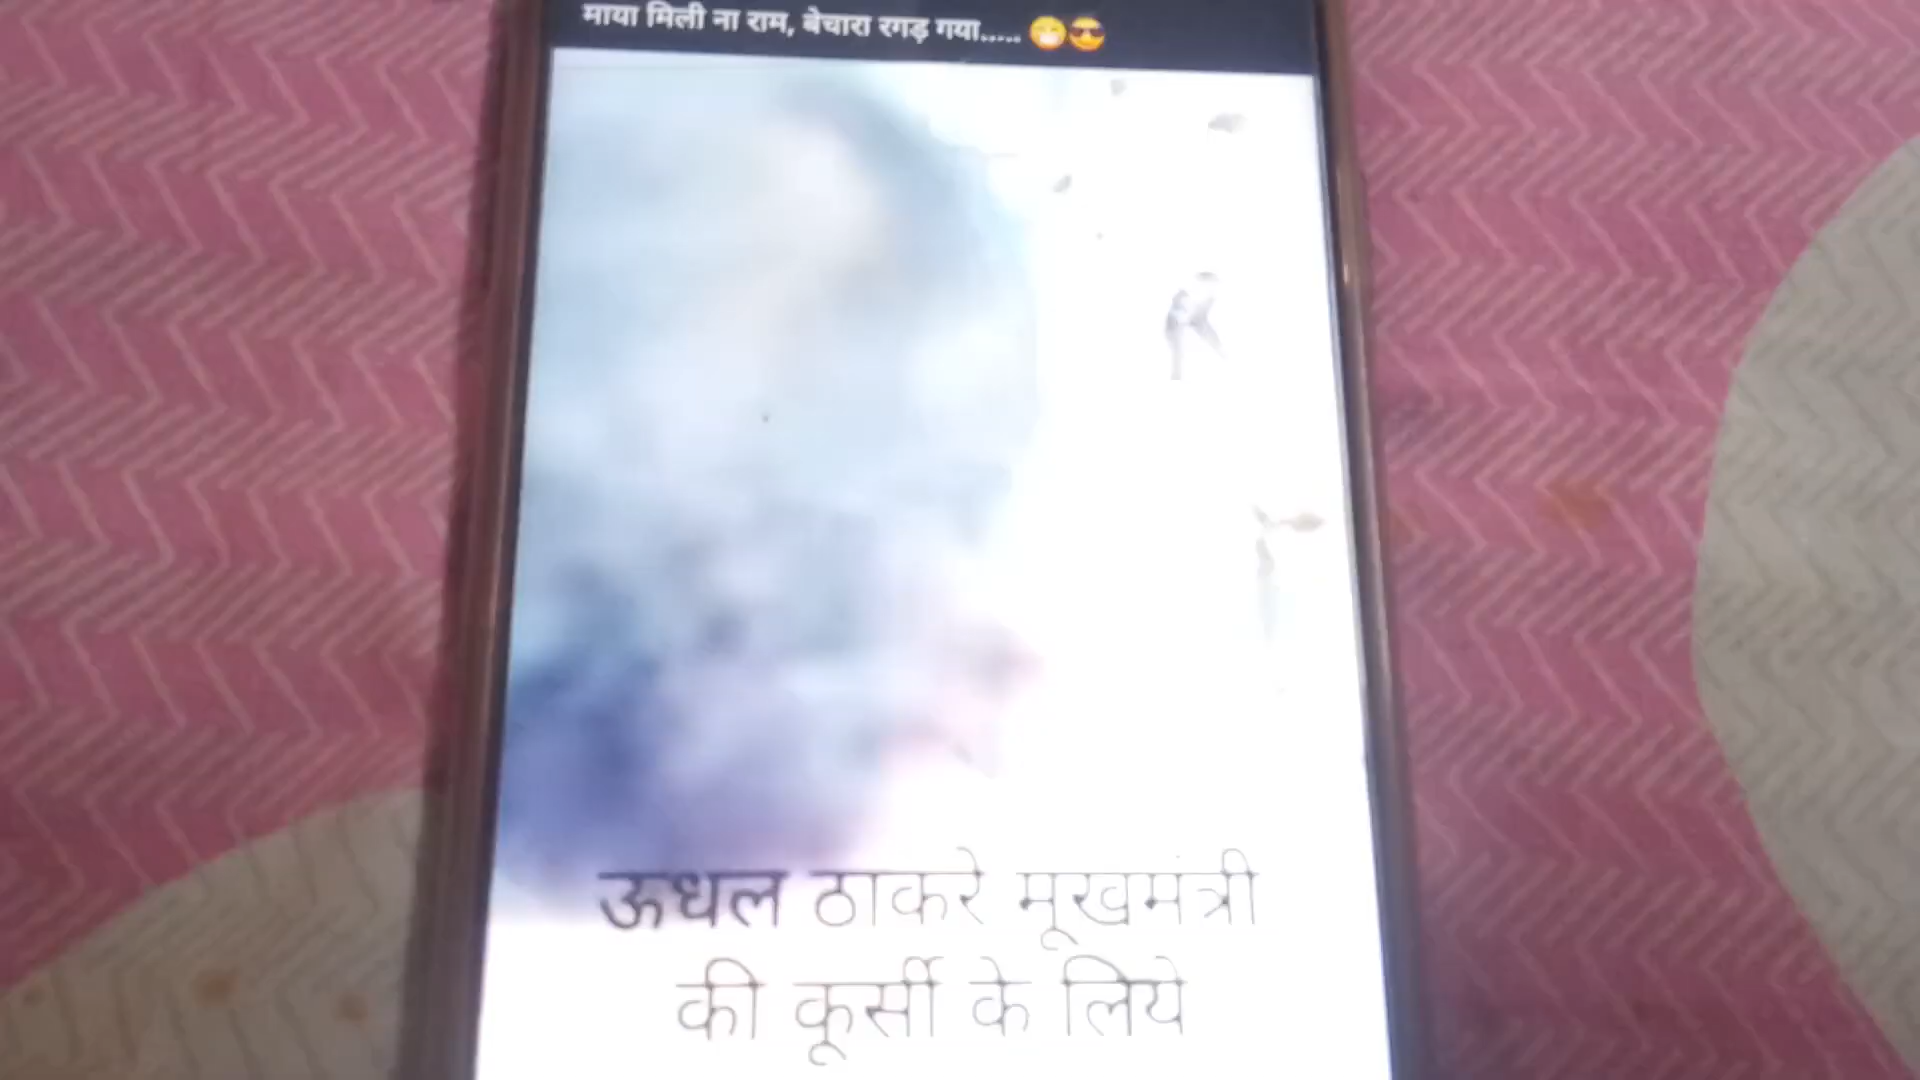 माया मिली ना राम, बेचारा रगड़ गया..... 😁😎
ऊधल ठाकरे मूखमंत्री
की कूर्सी के लिये